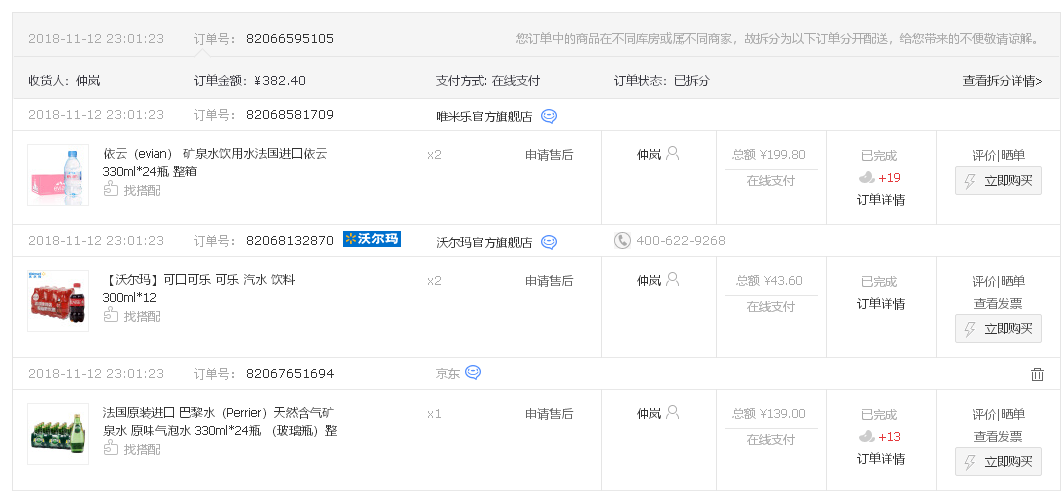 2018-11-12 23:01:23 订单号： 82066595105 您订单中的商品在不同库房或属不同商家，故拆分为以下订单分开配送，给您带来的不便敬请谅解。
收货人：仲岚 订单金额：¥382.40 支付方式: 在线支付 订单状态：已拆分 查看拆分详情>
2018-11-12 23:01:23 订单号： 82068581709 唯米乐官方旗舰店
依云（evian） 矿泉水饮用水法国进口依云 x2 申请售后 仲岚 总额 ¥199.80 已完成 评价|晒单
330ml*24瓶 整箱 在线支付 +19 立即购买
找搭配 订单详情
2018-11-12 23:01:23 订单号： 82068132870 沃尔玛 沃尔玛官方旗舰店 400-622-9268
【沃尔玛】可口可乐 可乐 汽水 饮料 x2 申请售后 仲岚 总额 ¥43.60 已完成 评价|晒单
300ml*12 在线支付 订单详情 查看发票
找搭配 立即购买
2018-11-12 23:01:23 订单号： 82067651694 京东
法国原装进口 巴黎水（Perrier）天然含气矿 x1 申请售后 仲岚 总额 ¥139.00 已完成 评价|晒单
泉水 原味气泡水 330ml*24瓶 （玻璃瓶）整 在线支付 +13 查看发票
找搭配 订单详情 立即购买